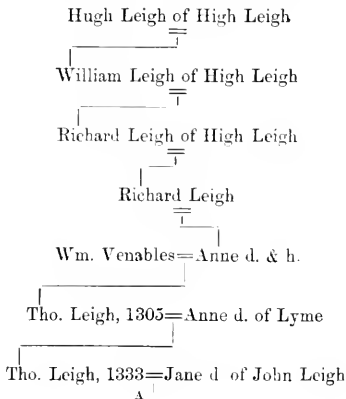 Hugh Leigh of High Leigh
=
William Leigh of High Leigh
=
Richard Leigh of High Leigh
=
Richard Leigh
=
Wm. Venables=Anne d. & h.
Tho. Leigh, 1305=Anne d. of Lyme
Tho. Leigh, 1333=Jane d of John Leigh
A